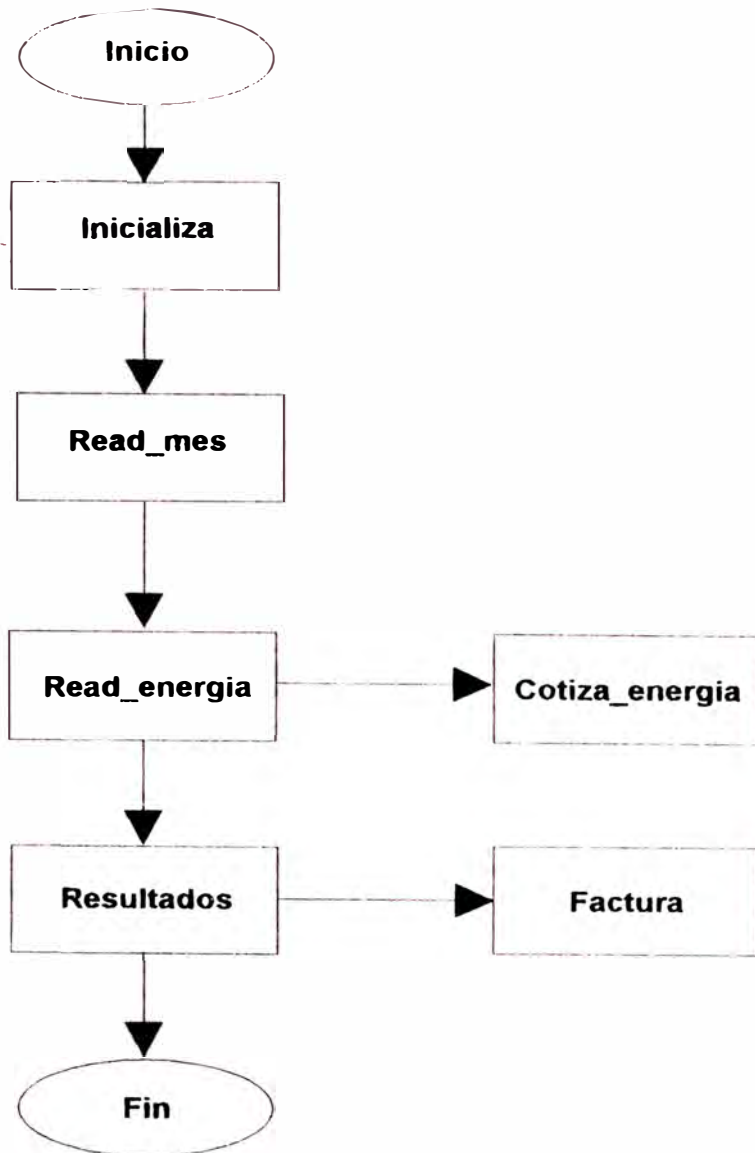 Inicio
Inicializa
Read_mes
Read_energia
Cotiza_energia
Resultados
Factura
Fin